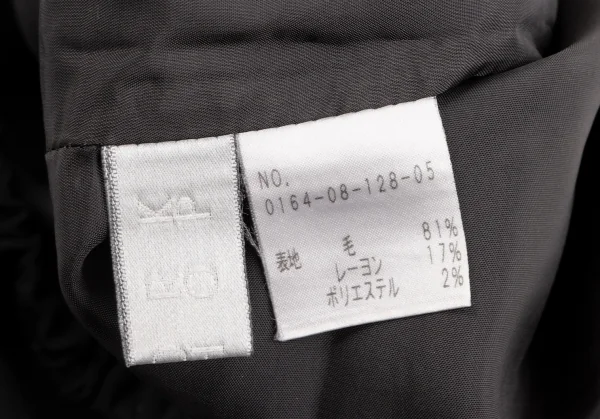 NO.
0164-08-128-05
表地 毛 81%
レーヨン 17%
ポリエステル 2%